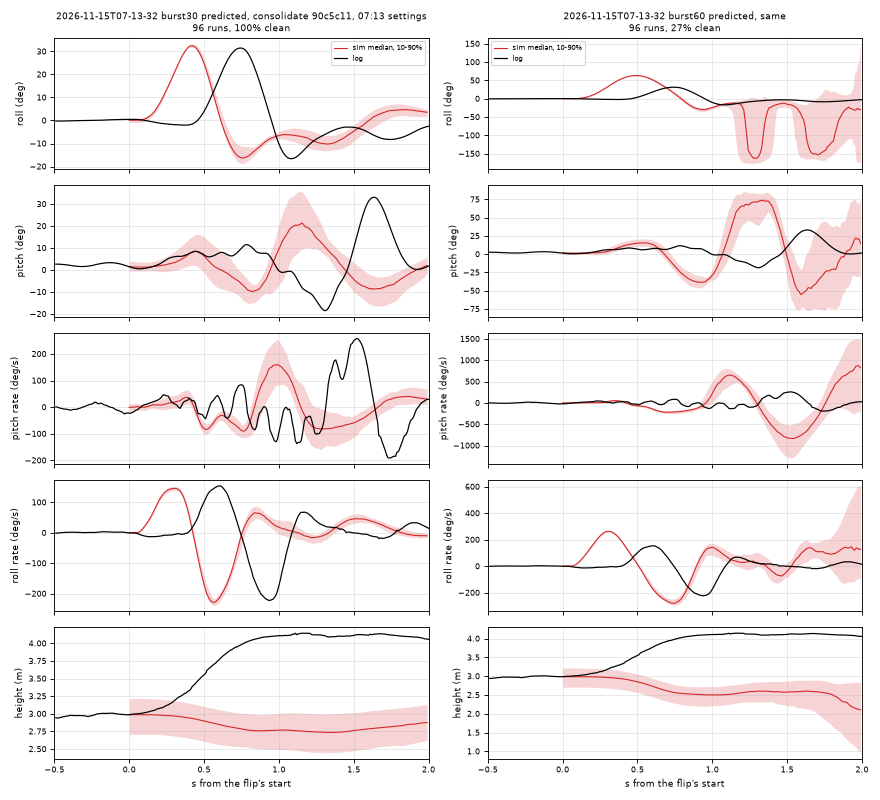 2026-11-15T07-13-32 burst30 predicted, consolidate 90c5c11, 07:13 settings
96 runs, 100% clean
sim median, 10-90%
log
roll (deg)
30
20
10
0
−10
−20
pitch (deg)
30
20
10
0
−10
−20
pitch rate (deg/s)
200
100
0
−100
−200
roll rate (deg/s)
100
0
−100
−200
height (m)
4.00
3.75
3.50
3.25
3.00
2.75
2.50
−0.5 0.0 0.5 1.0 1.5 2.0
s from the flip's start
2026-11-15T07-13-32 burst60 predicted, same
96 runs, 27% clean
sim median, 10-90%
log
roll (deg)
150
100
50
0
−50
−100
−150
pitch (deg)
75
50
25
0
−25
−50
−75
pitch rate (deg/s)
1500
1000
500
0
−500
−1000
roll rate (deg/s)
600
400
200
0
−200
height (m)
4.0
3.5
3.0
2.5
2.0
1.5
1.0
−0.5 0.0 0.5 1.0 1.5 2.0
s from the flip's start